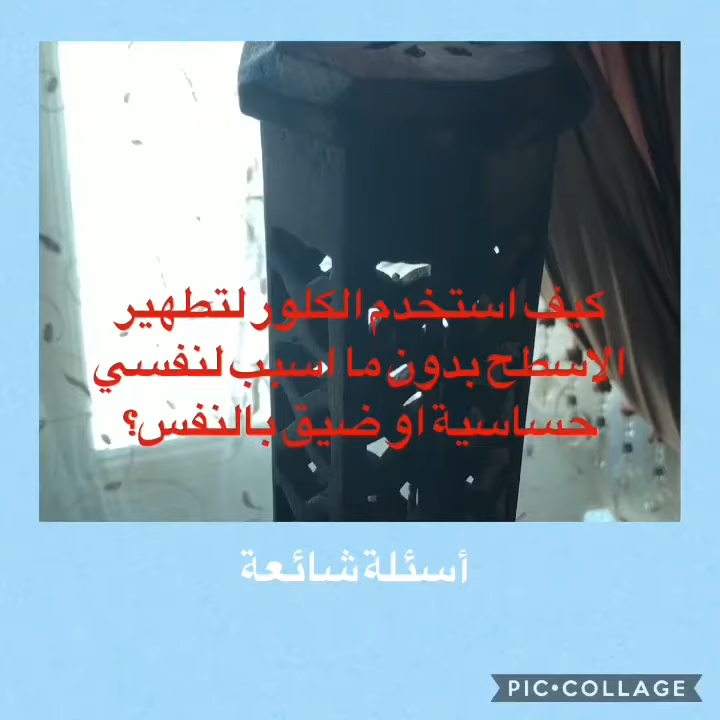 كيف استخدم الكلور لتطهير
الاسطح بدون ما اسبب لنفسي
حساسية او ضيق بالنفس؟
أسئلة شائعة
PIC•COLLAGE